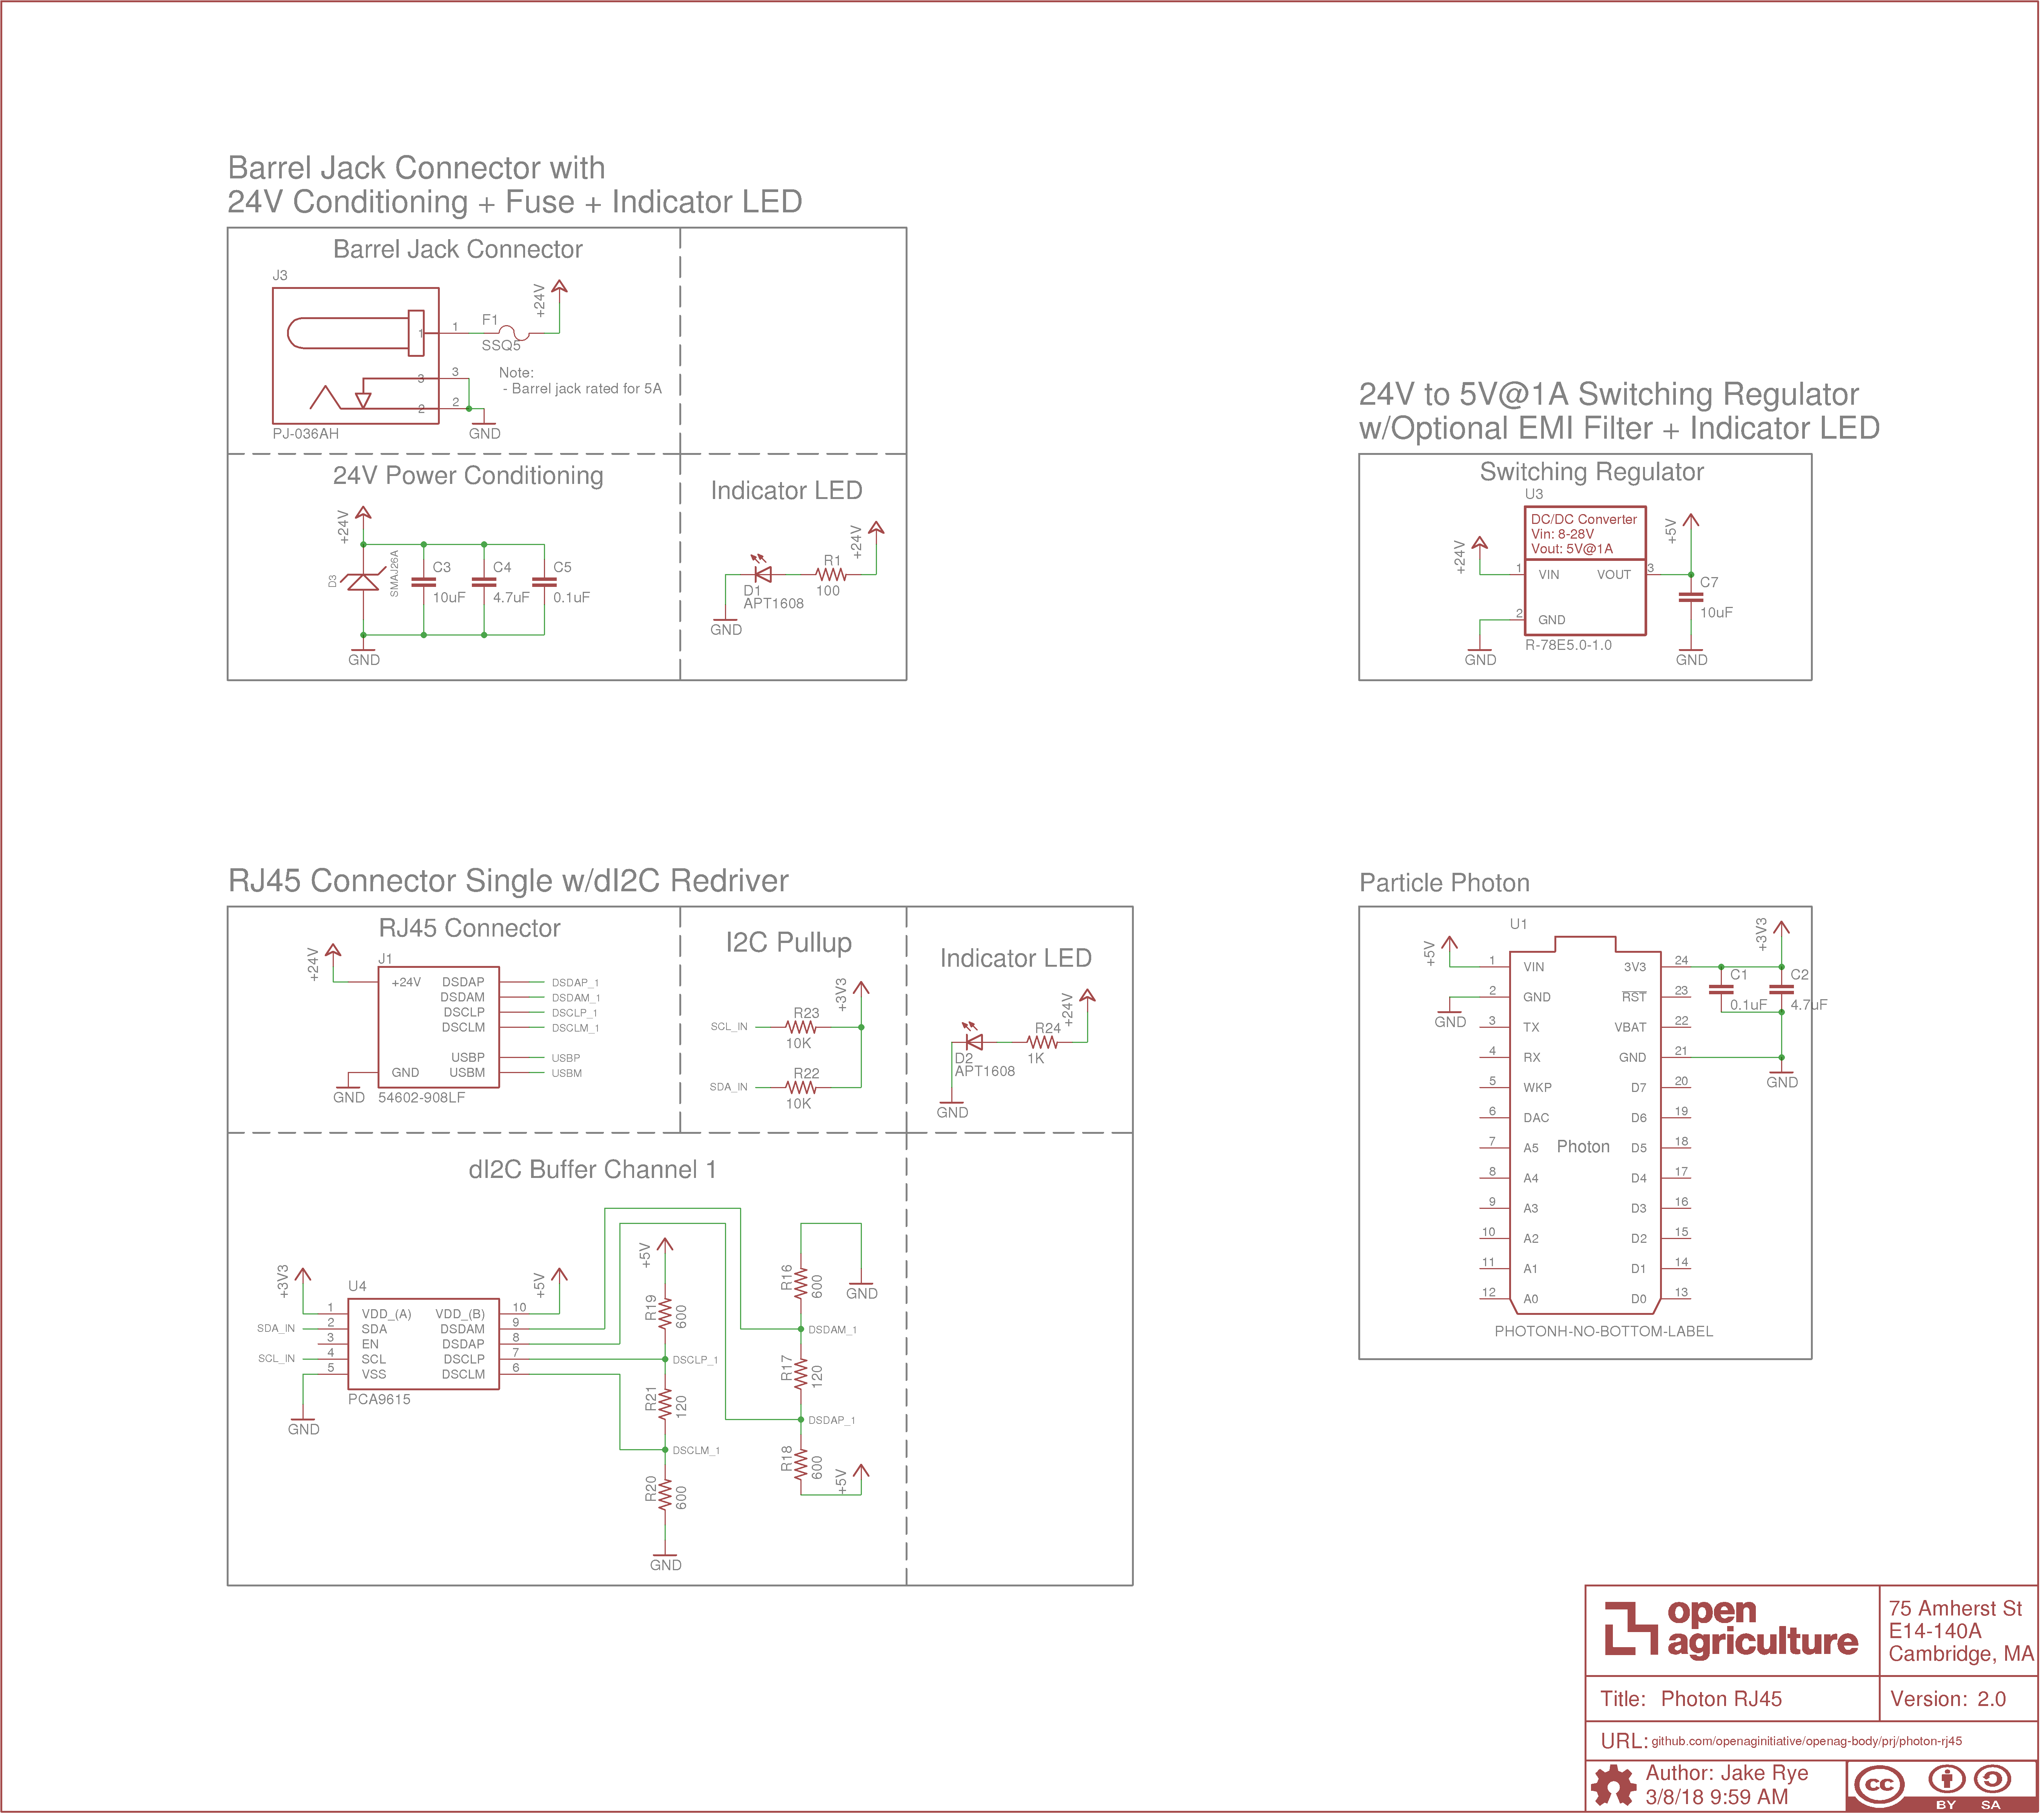 Barrel Jack Connector with
24V Conditioning + Fuse + Indicator LED
Barrel Jack Connector
J3
1
1
F1
SSQ5
+24V
3
3
2
2
Note:
- Barrel jack rated for 5A
PJ-036AH
GND
24V Power Conditioning
+24V
D3
SMAJ26A
C3
10uF
C4
4.7uF
C5
0.1uF
GND
Indicator LED
+24V
R1
100
D1
APT1608
GND
24V to 5V@1A Switching Regulator
w/Optional EMI Filter + Indicator LED
Switching Regulator
U3
DC/DC Converter
Vin: 8-28V
Vout: 5V@1A
+24V
+5V
1
VIN
VOUT
3
2
GND
R-78E5.0-1.0
C7
10uF
GND
GND
RJ45 Connector Single w/dI2C Redriver
RJ45 Connector
+24V
J1
+24V
DSDAP
DSDAP_1
DSDAM
DSDAM_1
DSCLP
DSCLP_1
DSCLM
DSCLM_1
USBP
USBP
GND
USBM
USBM
GND
54602-908LF
I2C Pullup
+3V3
SCL_IN
R23
10K
SDA_IN
R22
10K
Indicator LED
+24V
R24
1K
D2
APT1608
GND
dI2C Buffer Channel 1
+3V3
U4
+5V
1
VDD_(A)
VDD_(B)
10
SDA_IN
2
SDA
DSDAM
9
3
EN
DSDAP
8
SCL_IN
4
SCL
DSCLP
7
5
VSS
DSCLM
6
PCA9615
GND
+5V
R19
600
DSCLP_1
R21
120
DSCLM_1
R20
600
GND
R16
600
GND
DSDAM_1
R17
120
DSDAP_1
R18
600
+5V
Particle Photon
U1
+5V
+3V3
1
VIN
3V3
24
2
GND
RST
23
3
TX
VBAT
22
4
RX
GND
21
5
WKP
D7
20
6
DAC
D6
19
7
A5
Photon
D5
18
8
A4
D4
17
9
A3
D3
16
10
A2
D2
15
11
A1
D1
14
12
A0
D0
13
GND
C1
0.1uF
C2
4.7uF
GND
PHOTONH-NO-BOTTOM-LABEL
open
agriculture
75 Amherst St
E14-140A
Cambridge, MA
Title: Photon RJ45
Version: 2.0
URL: github.com/openaginitiative/openag-body/prj/photon-rj45
Author: Jake Rye
3/8/18 9:59 AM
cc
BY SA